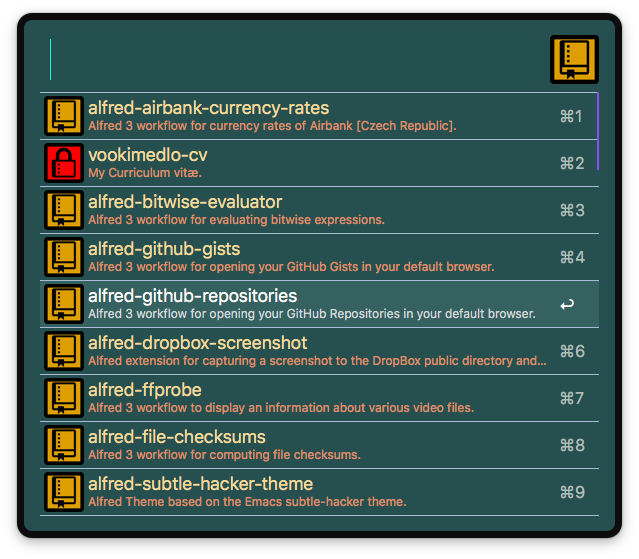 alfred-airbank-currency-rates
Alfred 3 workflow for currency rates of Airbank [Czech Republic].
⌘1
vookimedlo-cv
My Curriculum vitæ.
⌘2
alfred-bitwise-evaluator
Alfred 3 workflow for evaluating bitwise expressions.
⌘3
alfred-github-gists
Alfred 3 workflow for opening your GitHub Gists in your default browser.
⌘4
alfred-github-repositories
Alfred 3 workflow for opening your GitHub Repositories in your default browser.
↩
alfred-dropbox-screenshot
Alfred extension for capturing a screenshot to the DropBox public directory and...
⌘6
alfred-ffprobe
Alfred 3 workflow to display an information about various video files.
⌘7
alfred-file-checksums
Alfred 3 workflow for computing file checksums.
⌘8
alfred-subtle-hacker-theme
Alfred Theme based on the Emacs subtle-hacker theme.
⌘9